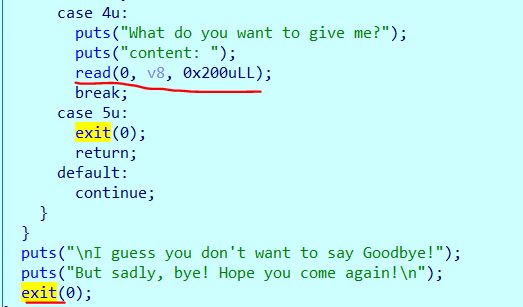 case 4u:
puts("What do you want to give me?");
puts("content: ");
read(0, v8, 0x200uLL);
break;
case 5u:
exit(0);
return;
default:
continue;
}
}
puts("\nI guess you don't want to say Goodbye!");
puts("But sadly, bye! Hope you come again!\n");
exit(0);